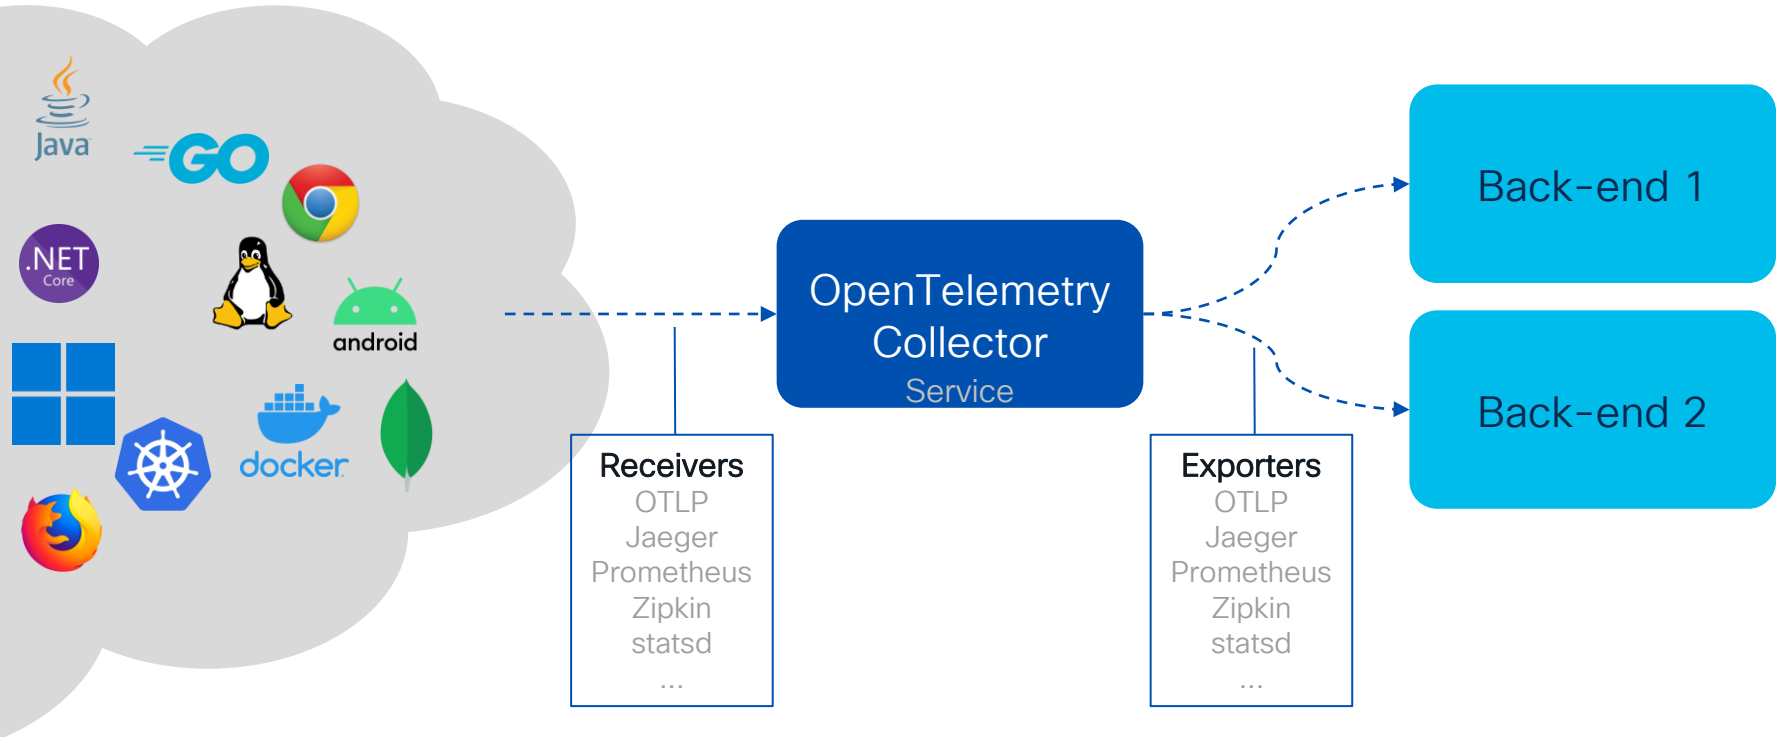 Java
GO
.NET
Core
android
docker
OpenTelemetry
Collector
Service
Receivers
OTLP
Jaeger
Prometheus
Zipkin
statsd
...
Exporters
OTLP
Jaeger
Prometheus
Zipkin
statsd
...
Back-end 1
Back-end 2